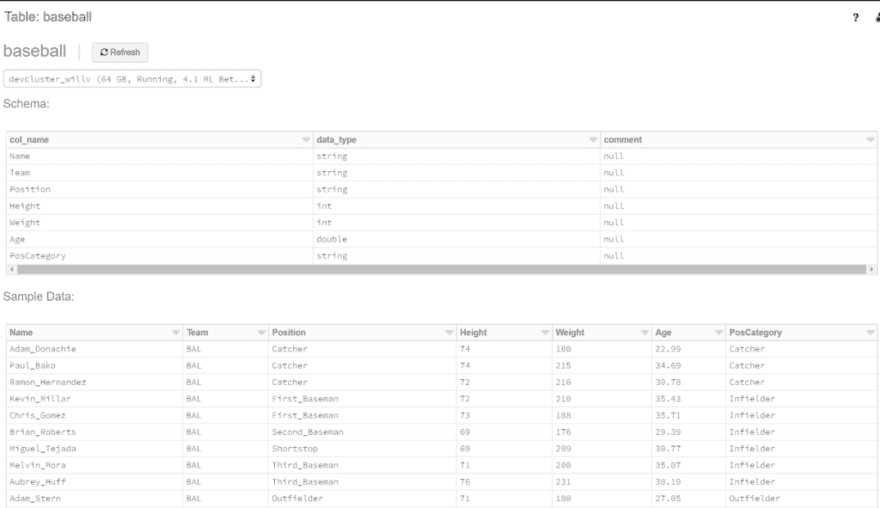 Table: baseball ?
baseball Refresh
devcluster_willv (64 GB, Running, 4.1 ML Bet...
Schema:
col_name data_type comment
Name string null
Team string null
Position string null
Height int null
Weight int null
Age double null
PosCategory string null
Sample Data:
Name Team Position Height Weight Age PosCategory
Adam_Donachie BAL Catcher 74 180 22.99 Catcher
Paul_Bako BAL Catcher 74 215 34.69 Catcher
Ramon_Hernandez BAL Catcher 72 210 30.78 Catcher
Kevin_Millar BAL First_Baseman 72 210 35.43 Infielder
Chris_Gomez BAL First_Baseman 73 188 35.71 Infielder
Brian_Roberts BAL Second_Baseman 69 176 29.39 Infielder
Miguel_Tejada BAL Shortstop 69 209 30.77 Infielder
Melvin_Mora BAL Third_Baseman 71 200 35.07 Infielder
Aubrey_Huff BAL Third_Baseman 76 231 30.19 Infielder
Adam_Stern BAL Outfielder 71 180 27.05 Outfielder